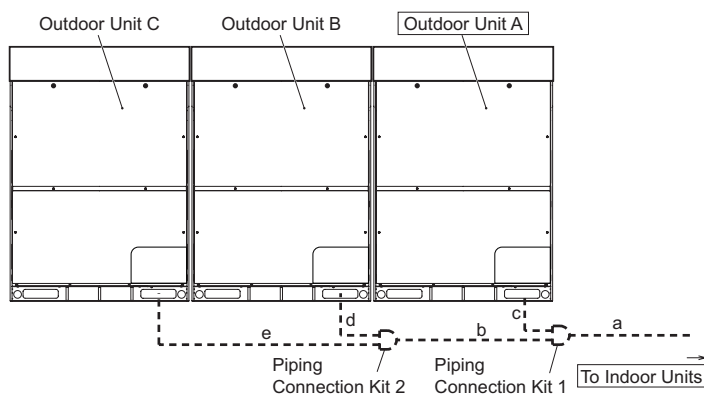 Outdoor Unit C
Outdoor Unit B
Outdoor Unit A
c
a
d
b
e
Piping
Connection Kit 2
Piping
Connection Kit 1
To Indoor Units